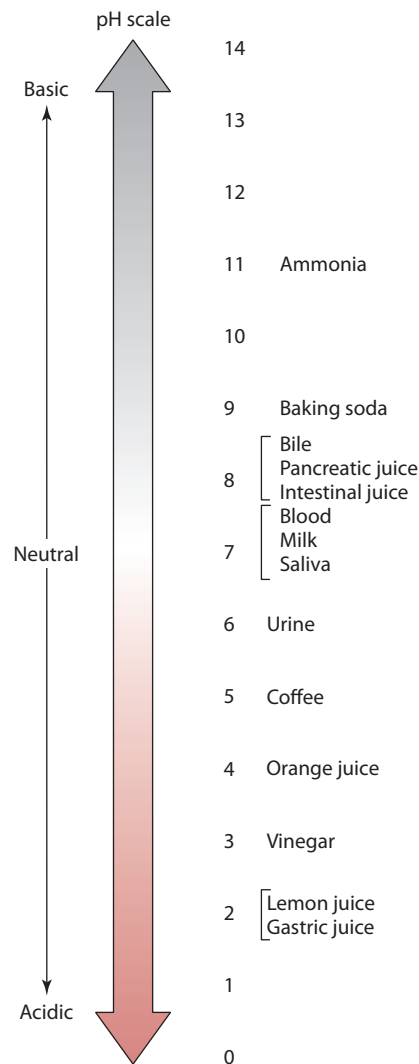 pH scale
14
Basic
13
12
11 Ammonia
10
9 Baking soda
Bile
8 Pancreatic juice
Intestinal juice
Blood
Neutral 7 Milk
Saliva
6 Urine
5 Coffee
4 Orange juice
3 Vinegar
Lemon juice
2
Gastric juice
1
Acidic
0